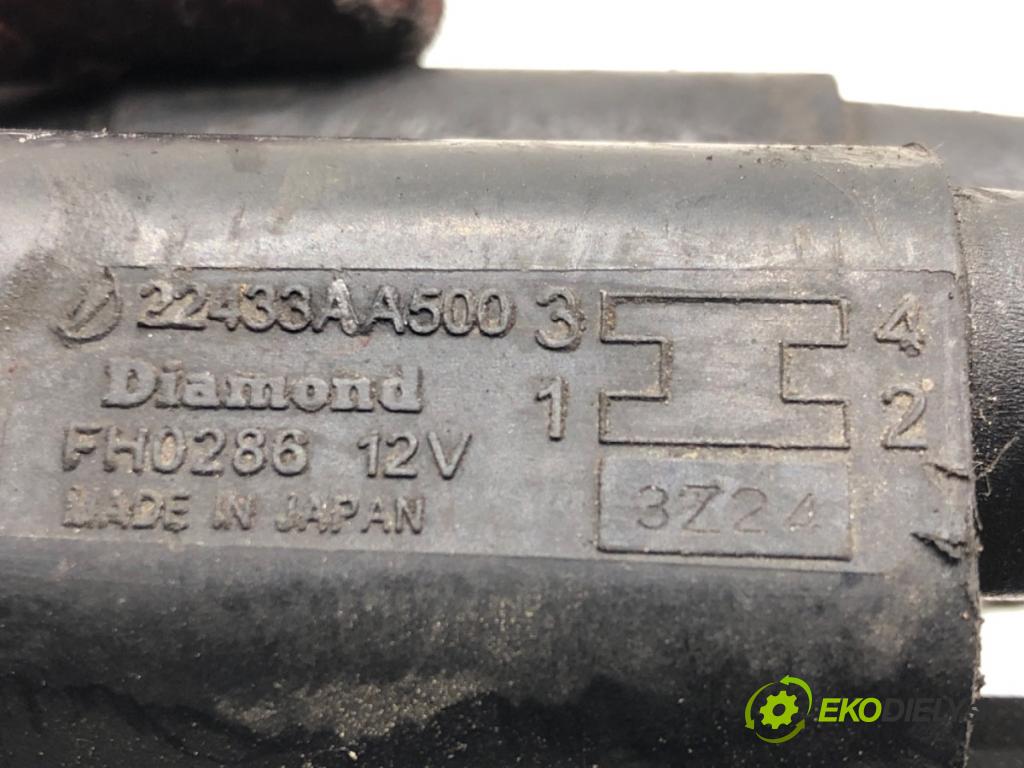 22433AA500
Diamond
FH0286 12V
MADE IN JAPAN
3 4
1 2
3Z24
EKODIELY